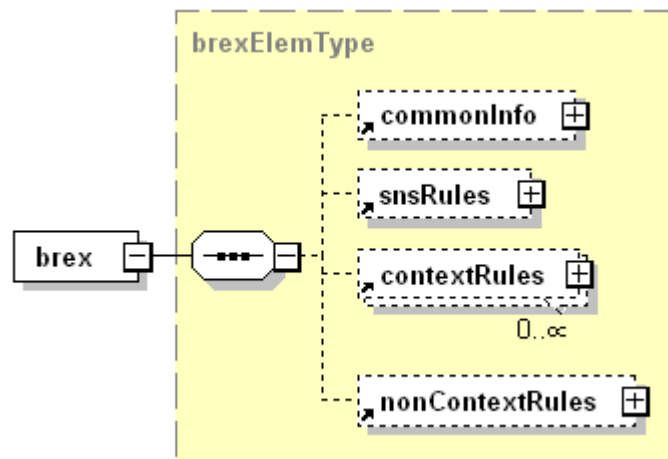 brexElemType
commonInfo
snsRules
brex
contextRules
0..∞
nonContextRules